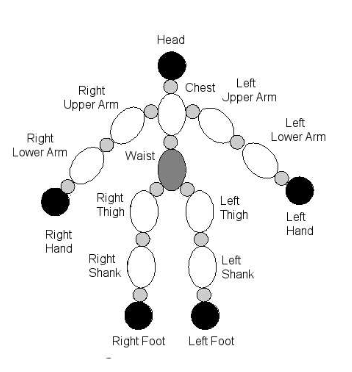 Head
Chest
Right
Upper Arm
Left
Upper Arm
Right
Lower Arm
Left
Lower Arm
Waist
Right
Thigh
Left
Thigh
Right
Hand
Left
Hand
Right
Shank
Left
Shank
Right Foot
Left Foot